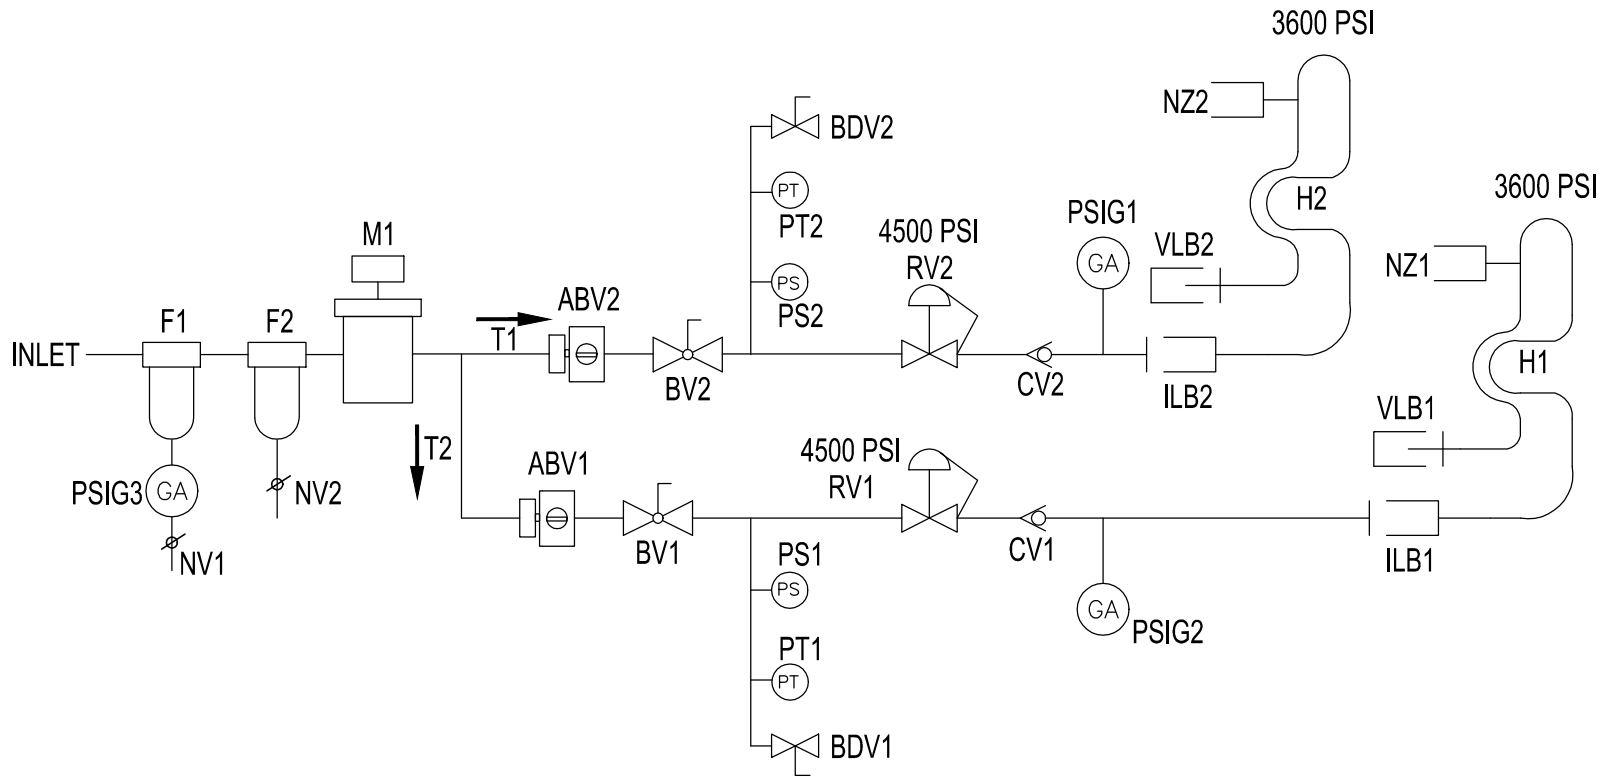 3600 PSI
NZ2
BDV2
H2
3600 PSI
PT
PT2
PSIG1
4500 PSI
RV2
M1
VLB2
NZ1
GA
ABV2
PS
PS2
F1
F2
T1
INLET
BV2
CV2
ILB2
H1
VLB1
T2
ABV1
4500 PSI
RV1
PSIG3
GA
NV2
NV1
BV1
PS1
CV1
ILB1
PS
GA
PSIG2
PT1
PT
BDV1